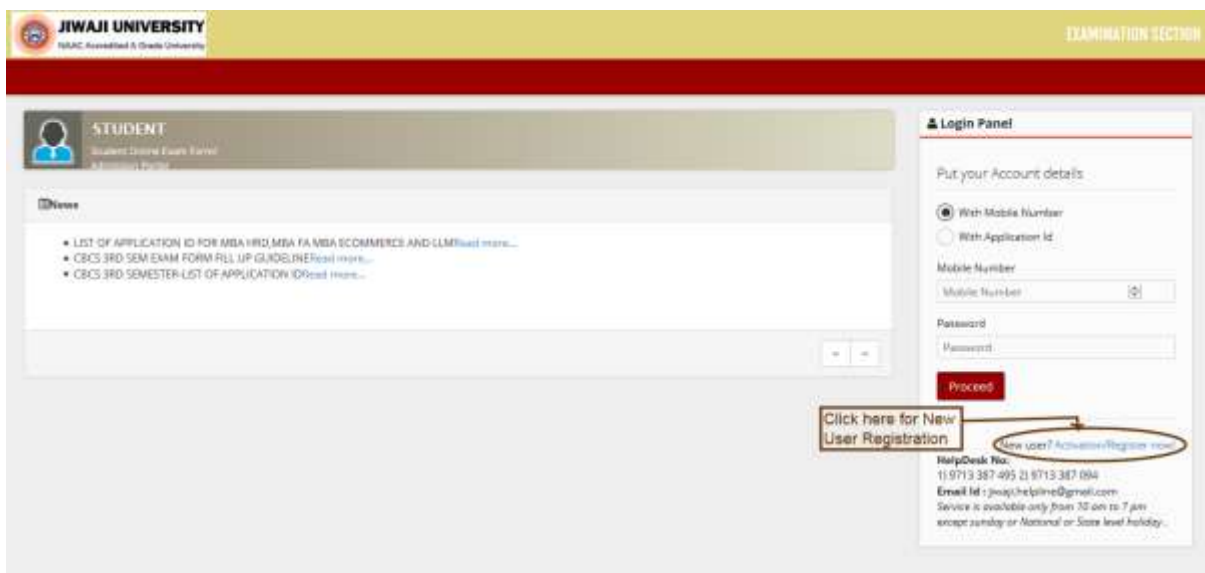 JIWAJI UNIVERSITY
NAAC Accredited A Grade University
EXAMINATION SECTION
STUDENT
Student Online Exam Form/
Admission Portal
News
LIST OF APPLICATION ID FOR MBA HRD,MBA FA MBA ECOMMERCE AND LLMRead more...
CBCS 3RD SEM EXAM FORM FILL UP GUIDELINERead more...
CBCS 3RD SEMESTER-LIST OF APPLICATION IDRead more...
Login Panel
Put your Account details
With Mobile Number
With Application Id
Mobile Number
Mobile Number
Password
Password
Proceed
Click here for New
User Registration
New user? Activation/Register now!
HelpDesk No:
1) 9713 387 495 2) 9713 387 094
Email Id : jiwaji.helpline@gmail.com
Service is available only from 10 am to 7 pm
except sunday or National or State level holiday..